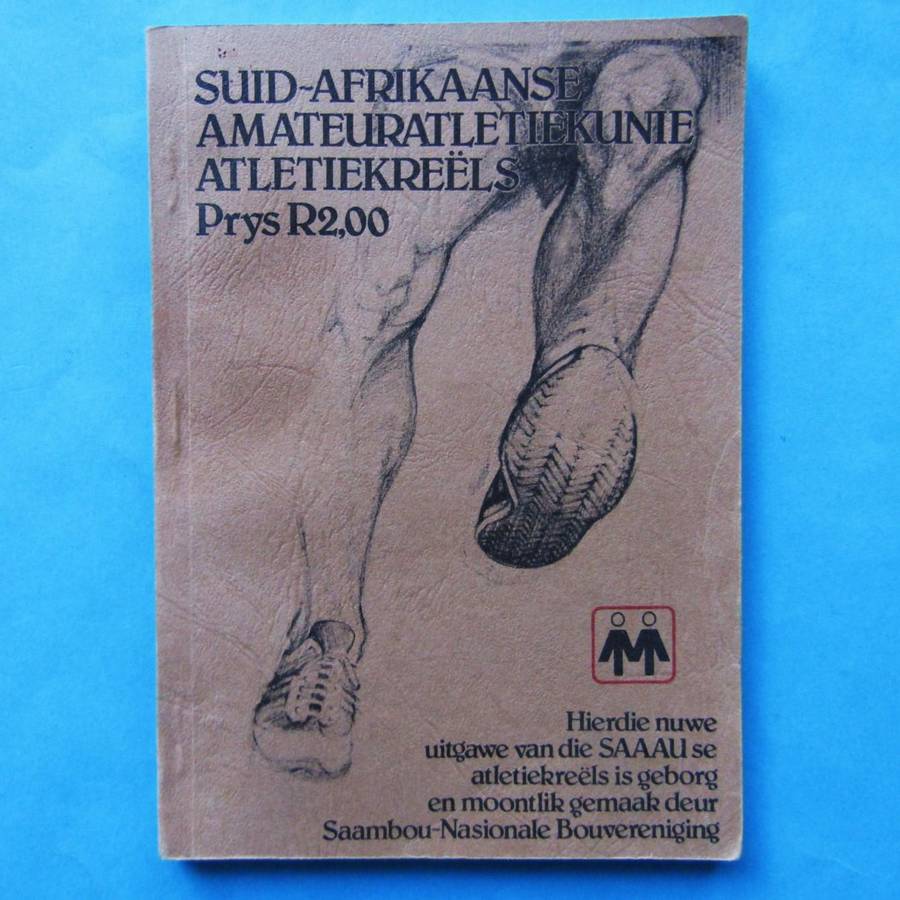 SUID-AFRIKAANSE
AMATEURATLETIEKUNIE
ATLETIEKREËLS
Prys R2,00
Hierdie nuwe
uitgawe van die SAAAU se
atletiekreëls is geborg
en moontlik gemaak deur
Saambou-Nasionale Bouvereniging